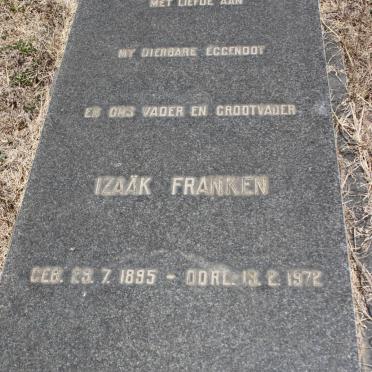 MET LIEFDE AAN
MY DIERBARE EGGENOOT
EN ONS VADER EN GROOTVADER
IZAÄK FRANKEN
GEB. 29. 7. 1895 - OORL. 13. 2. 1972